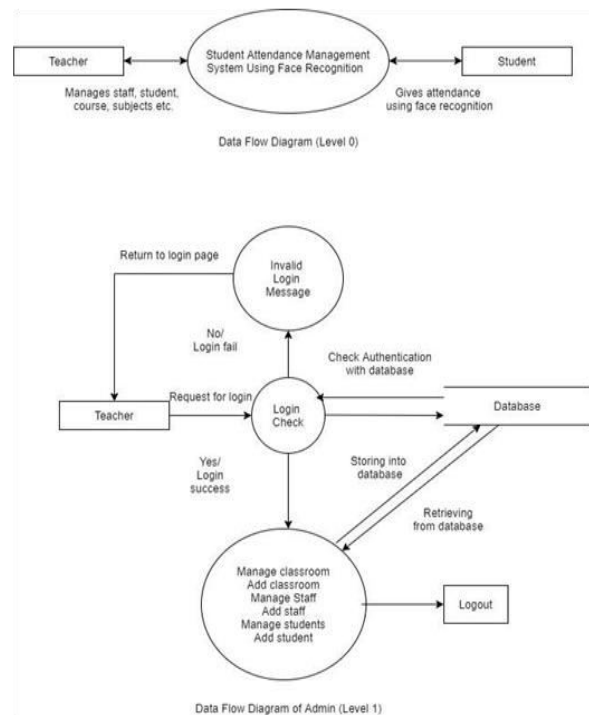 Teacher
Student Attendance Management
System Using Face Recognition
Student
Manages staff, student,
course, subjects etc.
Gives attendance
using face recognition
Data Flow Diagram (Level 0)
Return to login page
Invalid
Login
Message
No/
Login fail
Check Authentication
with database
Teacher
Request for login
Login
Check
Database
Yes/
Login
success
Storing into
database
Retrieving
from database
Manage classroom
Add classroom
Manage Staff
Add staff
Manage students
Add student
Logout
Data Flow Diagram of Admin (Level 1)